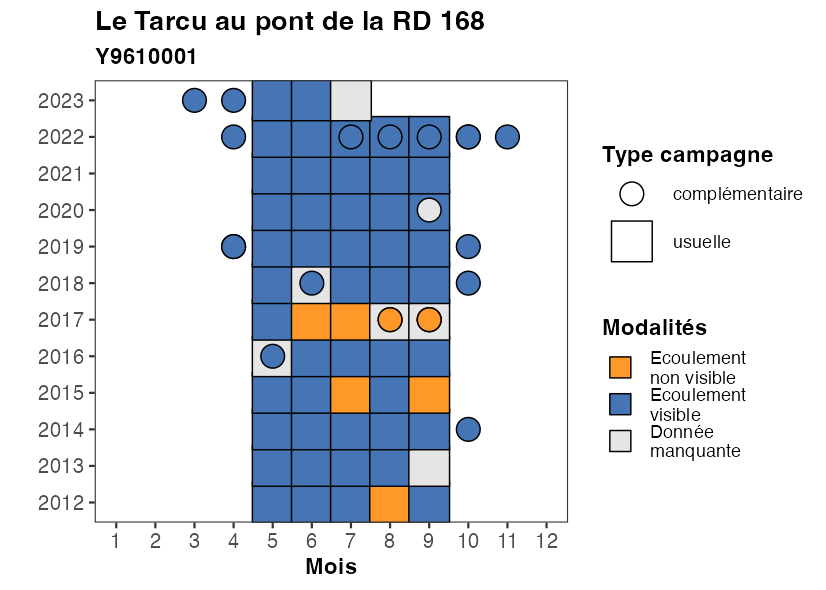 Le Tarcu au pont de la RD 168
Y9610001
2023
2022
2021
2020
2019
2018
2017
2016
2015
2014
2013
2012
1 2 3 4 5 6 7 8 9 10 11 12
Mois
Type campagne
complémentaire
usuelle
Modalités
Ecoulement
non visible
Ecoulement
visible
Donnée
manquante